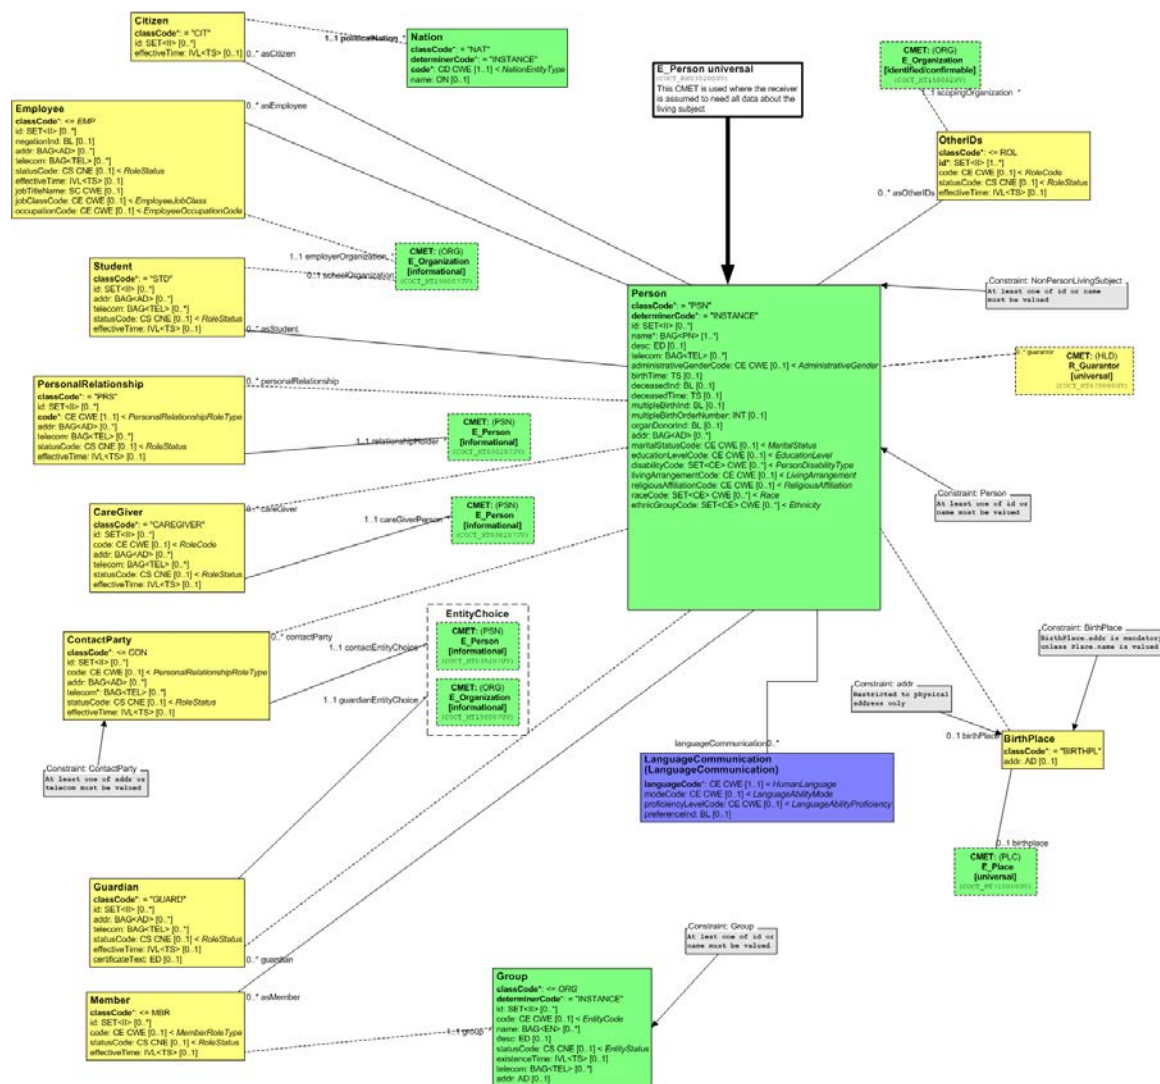 Citizen
classCode*: = "CIT"
id: SET<II> [0..*]
effectiveTime: IVL<TS> [0..1]
0..* asCitizen
1..1 politicalNation *
Nation
classCode*: = "NAT"
determinerCode*: = "INSTANCE"
code*: CD CWE [1..1] < NationEntityType
name: ON [0..1]
E_Person universal
This CMET is used where the receiver
is assumed to need all data about the
living subject
CMET: (ORG)
E_Organization
[identified/confirmable]
1..1 scopingOrganization *
OtherIDs
classCode*: <= ROL
id*: SET<II> [1..*]
code: CE CWE [0..1] < RoleCode
statusCode: CS CNE [0..1] < RoleStatus
effectiveTime: IVL<TS> [0..1]
0..* asOtherIDs
Employee
classCode*: <= EMP
id: SET<II> [0..*]
negationInd: BL [0..1]
addr: BAG<AD> [0..*]
telecom: BAG<TEL> [0..*]
statusCode: CS CNE [0..1] < RoleStatus
effectiveTime: IVL<TS> [0..1]
jobTitleName: SC CWE [0..1]
jobClassCode: CE CWE [0..1] < EmployeeJobClass
occupationCode: CE CWE [0..1] < EmployeeOccupationCode
0..* asEmployee
1..1 employerOrganization
0..1 schoolOrganization
CMET: (ORG)
E_Organization
[informational]
Student
classCode*: = "STD"
id: SET<II> [0..*]
addr: BAG<AD> [0..*]
telecom: BAG<TEL> [0..*]
statusCode: CS CNE [0..1] < RoleStatus
effectiveTime: IVL<TS> [0..1]
0..* asStudent
Person
classCode*: = "PSN"
determinerCode*: = "INSTANCE"
id: SET<II> [0..*]
name*: BAG<PN> [1..*]
desc: ED [0..1]
telecom: BAG<TEL> [0..*]
administrativeGenderCode: CE CWE [0..1] < AdministrativeGender
birthTime: TS [0..1]
deceasedInd: BL [0..1]
deceasedTime: TS [0..1]
multipleBirthInd: BL [0..1]
multipleBirthOrderNumber: INT [0..1]
organDonorInd: BL [0..1]
addr: BAG<AD> [0..*]
maritalStatusCode: CE CWE [0..1] < MaritalStatus
educationLevelCode: CE CWE [0..1] < EducationLevel
disabilityCode: SET<CE> CWE [0..*] < PersonDisabilityType
livingArrangementCode: CE CWE [0..1] < LivingArrangement
religiousAffiliationCode: CE CWE [0..1] < ReligiousAffiliation
raceCode: SET<CE> CWE [0..*] < Race
ethnicGroupCode: SET<CE> CWE [0..*] < Ethnicity
Constraint: NonPersonLivingSubject
At least one of id or name
must be valued
0..* guarantor
CMET: (HLD)
R_Guarantor
[universal]
Constraint: Person
At least one of id or
name must be valued
PersonalRelationship
classCode*: = "PRS"
id: SET<II> [0..*]
code*: CE CWE [1..1] < PersonalRelationshipRoleType
addr: BAG<AD> [0..*]
telecom: BAG<TEL> [0..*]
statusCode: CS CNE [0..1] < RoleStatus
effectiveTime: IVL<TS> [0..1]
0..* personalRelationship
1..1 relationshipHolder
CMET: (PSN)
E_Person
[informational]
CareGiver
classCode*: = "CAREGIVER"
id: SET<II> [0..*]
code: CE CWE [0..1] < RoleCode
addr: BAG<AD> [0..*]
telecom: BAG<TEL> [0..*]
statusCode: CS CNE [0..1] < RoleStatus
effectiveTime: IVL<TS> [0..1]
0..* careGiver
1..1 careGiverPerson
CMET: (PSN)
E_Person
[informational]
ContactParty
classCode*: <= CON
id: SET<II> [0..*]
code: CE CWE [0..1] < PersonalRelationshipRoleType
addr: BAG<AD> [0..*]
telecom*: BAG<TEL> [0..*]
statusCode: CS CNE [0..1] < RoleStatus
effectiveTime: IVL<TS> [0..1]
0..* contactParty
1..1 contactEntityChoice
1..1 guardianEntityChoice
EntityChoice
CMET: (PSN)
E_Person
[informational]
CMET: (ORG)
E_Organization
[informational]
Constraint: ContactParty
At least one of addr or
telecom must be valued
Constraint: BirthPlace
BirthPlace.addr is mandatory
unless Place.name is valued
Constraint: addr
Restricted to physical
address only
0..1 birthPlace
BirthPlace
classCode*: = "BIRTHPL"
addr: AD [0..1]
0..1 birthplace
CMET: (PLC)
E_Place
[universal]
languageCommunication 0..*
LanguageCommunication
(LanguageCommunication)
languageCode*: CE CWE [1..1] < HumanLanguage
modeCode: CE CWE [0..1] < LanguageAbilityMode
proficiencyLevelCode: CE CWE [0..1] < LanguageAbilityProficiency
preferenceInd: BL [0..1]
Guardian
classCode*: = "GUARD"
id: SET<II> [0..*]
addr: BAG<AD> [0..*]
telecom: BAG<TEL> [0..*]
statusCode: CS CNE [0..1] < RoleStatus
effectiveTime: IVL<TS> [0..1]
certificateText: ED [0..1]
0..* guardian
Member
classCode*: <= MBR
id: SET<II> [0..*]
code: CE CWE [0..1] < MemberRoleType
statusCode: CS CNE [0..1] < RoleStatus
effectiveTime: IVL<TS> [0..1]
0..* asMember
1..1 group
Group
classCode*: <= ORG
determinerCode*: = "INSTANCE"
id: SET<II> [0..*]
code: CE CWE [0..1] < EntityCode
name: BAG<EN> [0..*]
desc: ED [0..1]
statusCode: CS CNE [0..1] < EntityStatus
existenceTime: IVL<TS> [0..1]
telecom: BAG<TEL> [0..*]
addr: AD [0..1]
Constraint: Group
At least one of id or
name must be valued